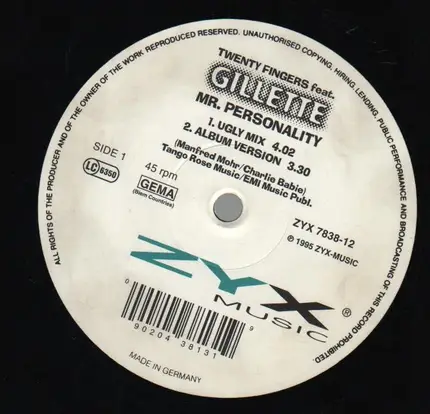 ALL RIGHTS OF THE PRODUCER AND OF THE OWNER OF THE WORK REPRODUCED RESERVED. UNAUTHORISED COPYING, HIRING, LENDING, PUBLIC PERFORMANCE AND BROADCASTING OF THIS RECORD PROHIBITED.
TWENTY FINGERS feat.
GILLETTE
MR. PERSONALITY
1. UGLY MIX 4.02
2. ALBUM VERSION 3.30
(Manfred Mohr/Charlie Babie)
Tango Rose Music/EMI Music Publ.
SIDE 1
45 rpm
LC 6350
GEMA
(Biem Countries)
ZYX 7838-12
℗ 1995 ZYX-MUSIC
ZYX ®
MUSIC
0 90204 38131 9
MADE IN GERMANY